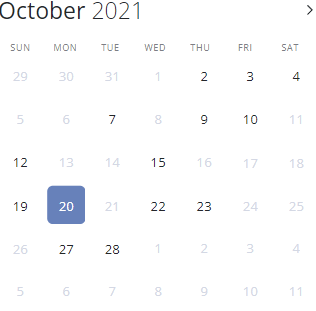 October 2021 >
SUN MON TUE WED THU FRI SAT
29 30 31 1 2 3 4
5 6 7 8 9 10 11
12 13 14 15 16 17 18
19 20 21 22 23 24 25
26 27 28 1 2 3 4
5 6 7 8 9 10 11